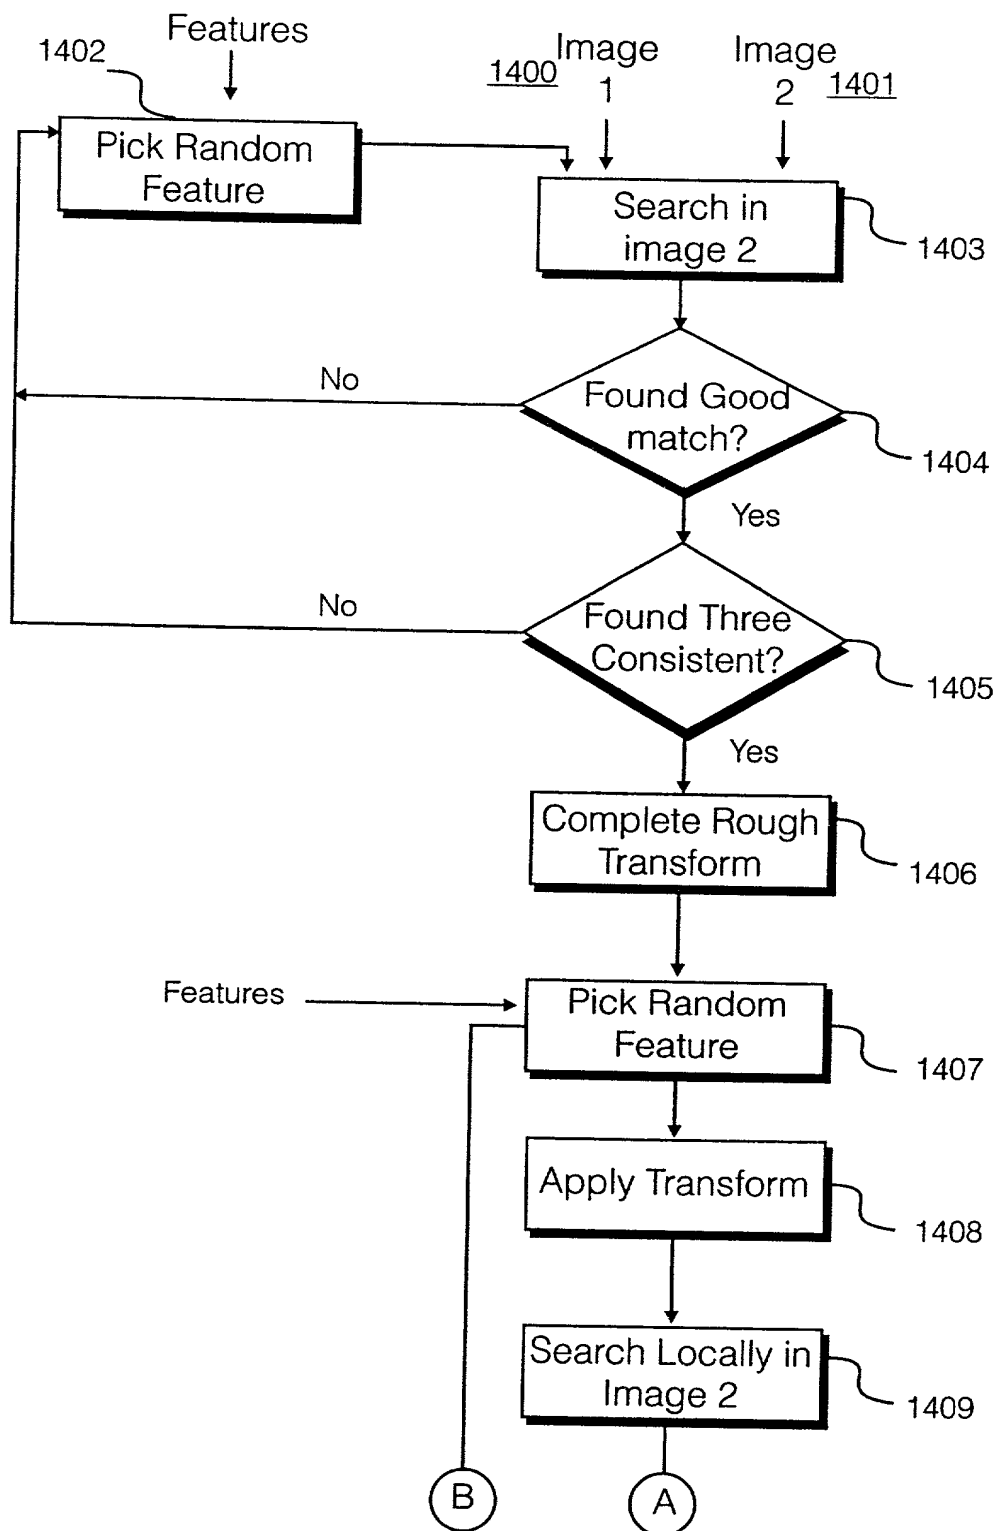 Features
1402
Pick Random
Feature
1400
Image
1
Image
2
1401
Search in
image 2
1403
No
Found Good
match?
1404
Yes
No
Found Three
Consistent?
1405
Yes
Complete Rough
Transform
1406
Features
Pick Random
Feature
1407
Apply Transform
1408
Search Locally in
Image 2
1409
B
A